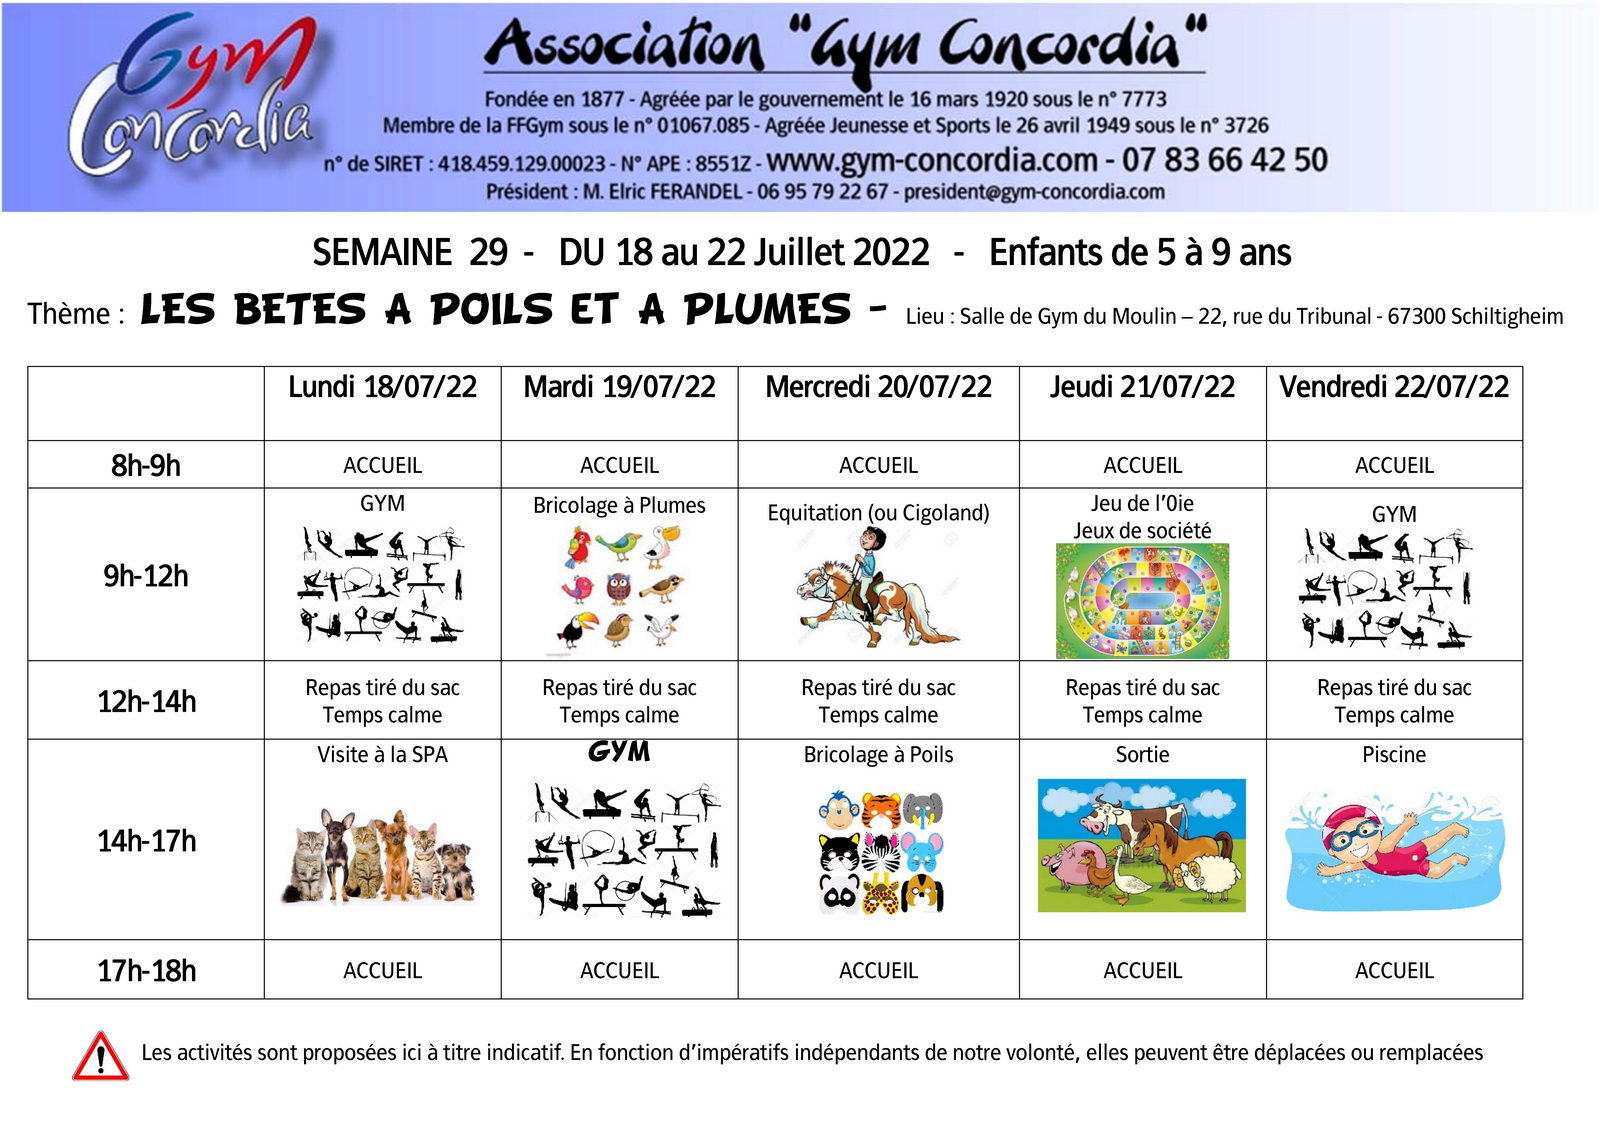 Gym
Concordia
Association "Gym Concordia"
Fondée en 1877 - Agréée par le gouvernement le 16 mars 1920 sous le n° 7773
Membre de la FFGym sous le n° 01067.085 - Agréée Jeunesse et Sports le 26 avril 1949 sous le n° 3726
n° de SIRET : 418.459.129.00023 - N° APE : 8551Z - www.gym-concordia.com - 07 83 66 42 50
Président : M. Elric FERANDEL - 06 95 79 22 67 - president@gym-concordia.com
SEMAINE 29 - DU 18 au 22 Juillet 2022 - Enfants de 5 à 9 ans
Thème : LES BETES A POILS ET A PLUMES - Lieu : Salle de Gym du Moulin – 22, rue du Tribunal - 67300 Schiltigheim
Lundi 18/07/22 Mardi 19/07/22 Mercredi 20/07/22 Jeudi 21/07/22 Vendredi 22/07/22
8h-9h ACCUEIL ACCUEIL ACCUEIL ACCUEIL ACCUEIL
9h-12h
GYM
Bricolage à Plumes
Equitation (ou Cigoland)
Jeu de l'0ie
Jeux de société
GYM
12h-14h
Repas tiré du sac
Temps calme
Repas tiré du sac
Temps calme
Repas tiré du sac
Temps calme
Repas tiré du sac
Temps calme
Repas tiré du sac
Temps calme
14h-17h
Visite à la SPA
GYM
Bricolage à Poils
Sortie
Piscine
17h-18h ACCUEIL ACCUEIL ACCUEIL ACCUEIL ACCUEIL
Les activités sont proposées ici à titre indicatif. En fonction d'impératifs indépendants de notre volonté, elles peuvent être déplacées ou remplacées